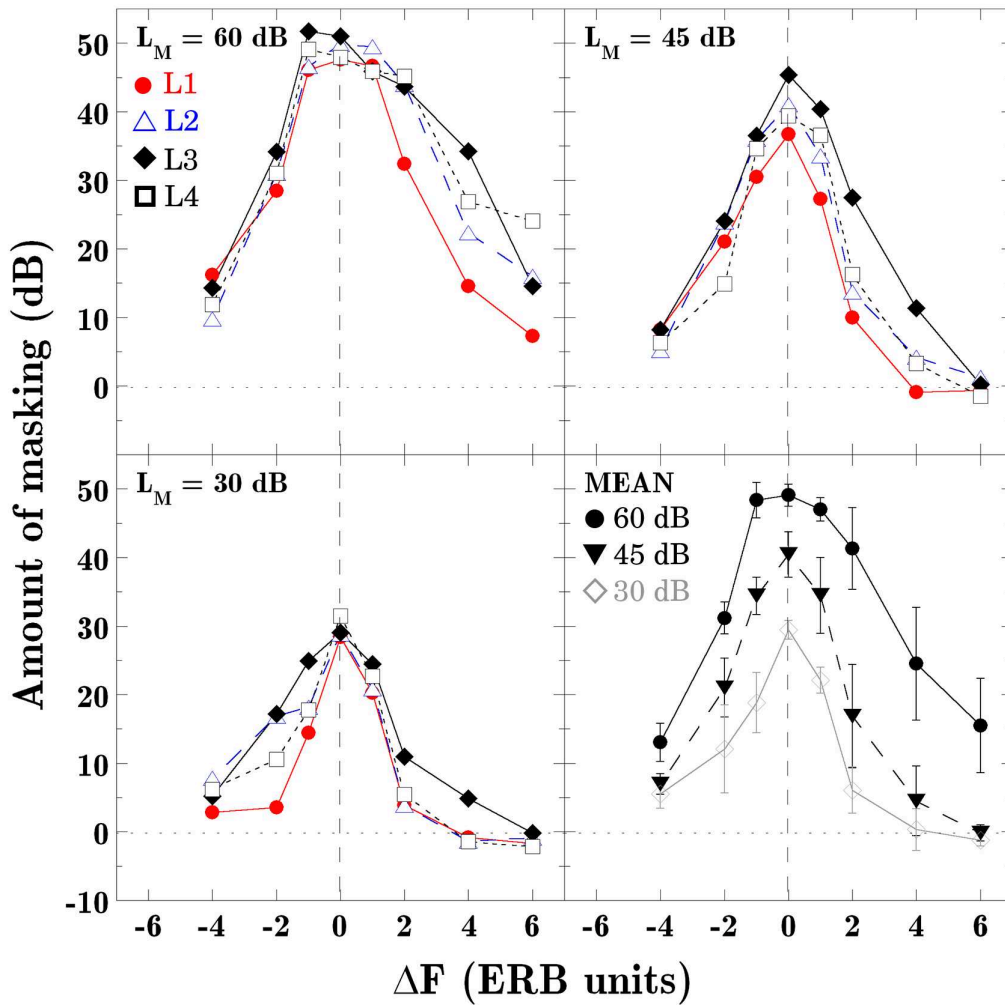 Amount of masking (dB)
50
40
30
20
10
0
L_M = 60 dB
L1
L2
L3
L4
L_M = 45 dB
50
40
30
20
10
0
-10
L_M = 30 dB
MEAN
60 dB
45 dB
30 dB
-6 -4 -2 0 2 4 6
-6 -4 -2 0 2 4 6
ΔF (ERB units)